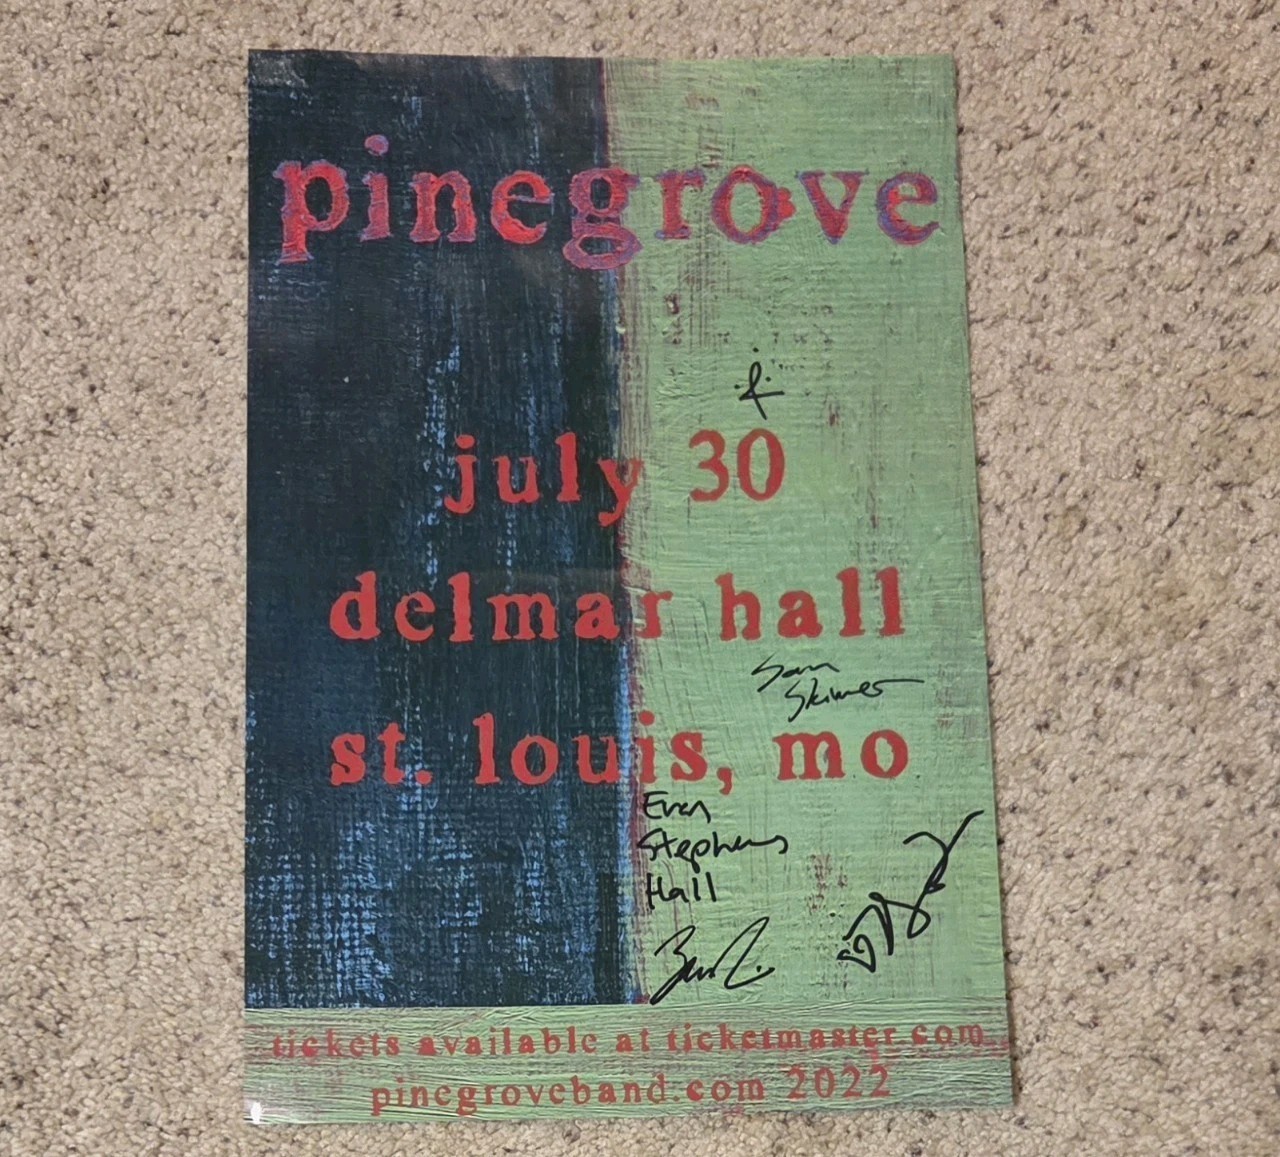 pinegrove
july 30
delmar hall
Sam
Skinner
st. louis, mo
Evan
Stephens
Hall
tickets available at ticketmaster.com
pinegroveband.com 2022